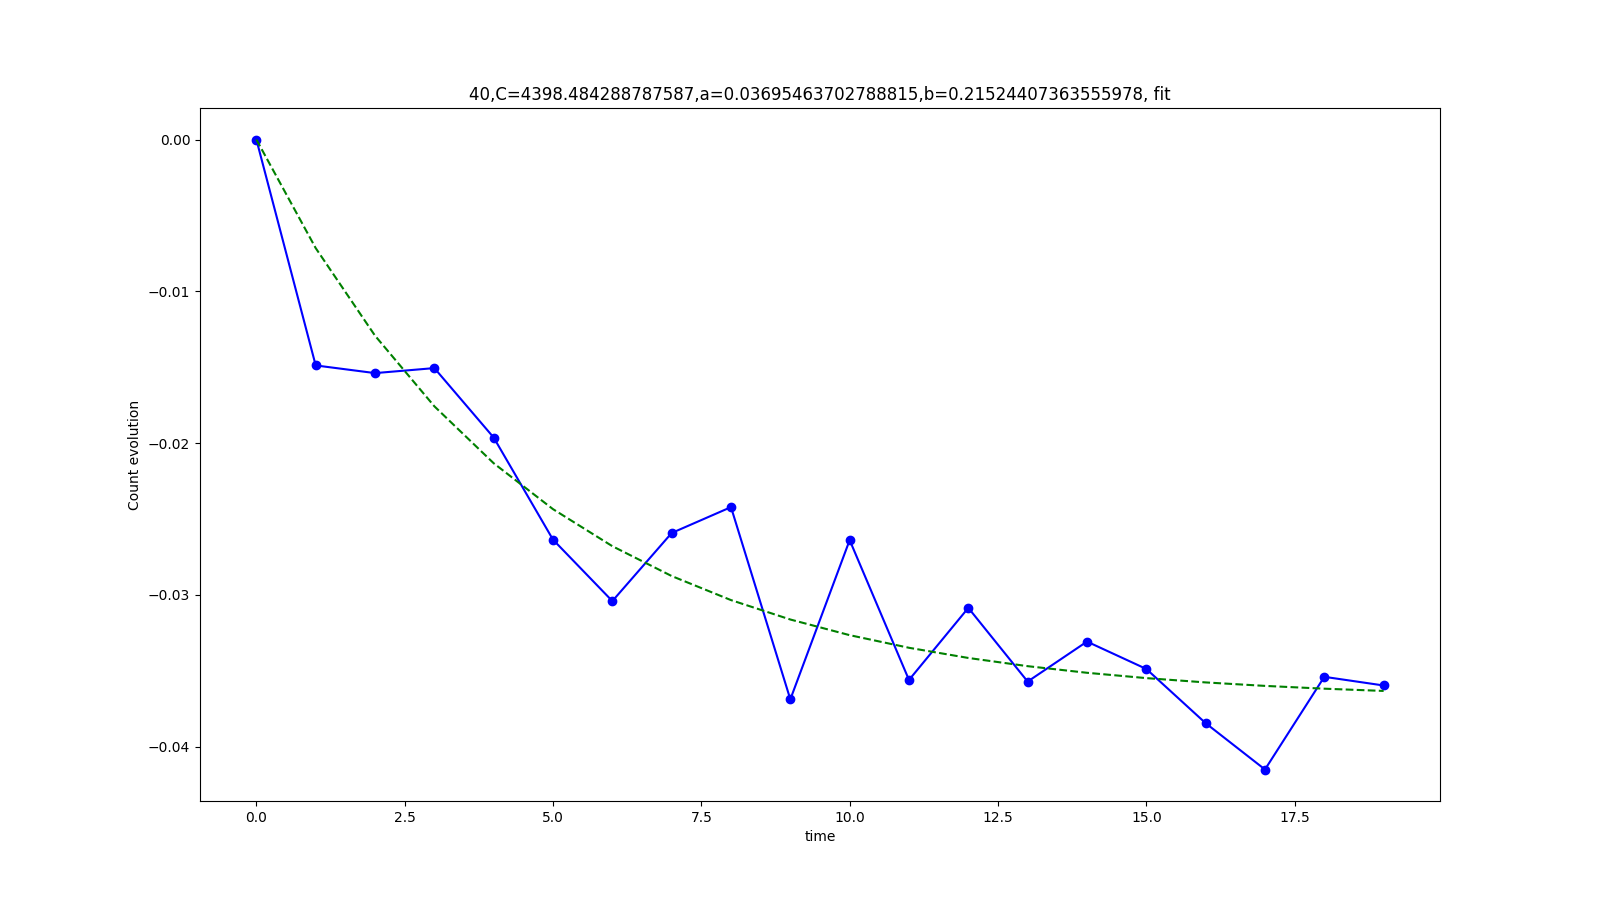 40,C=4398.484288787587,a=0.03695463702788815,b=0.21524407363555978, fit
0.00
−0.01
−0.02
−0.03
−0.04
Count evolution
0.0 2.5 5.0 7.5 10.0 12.5 15.0 17.5
time